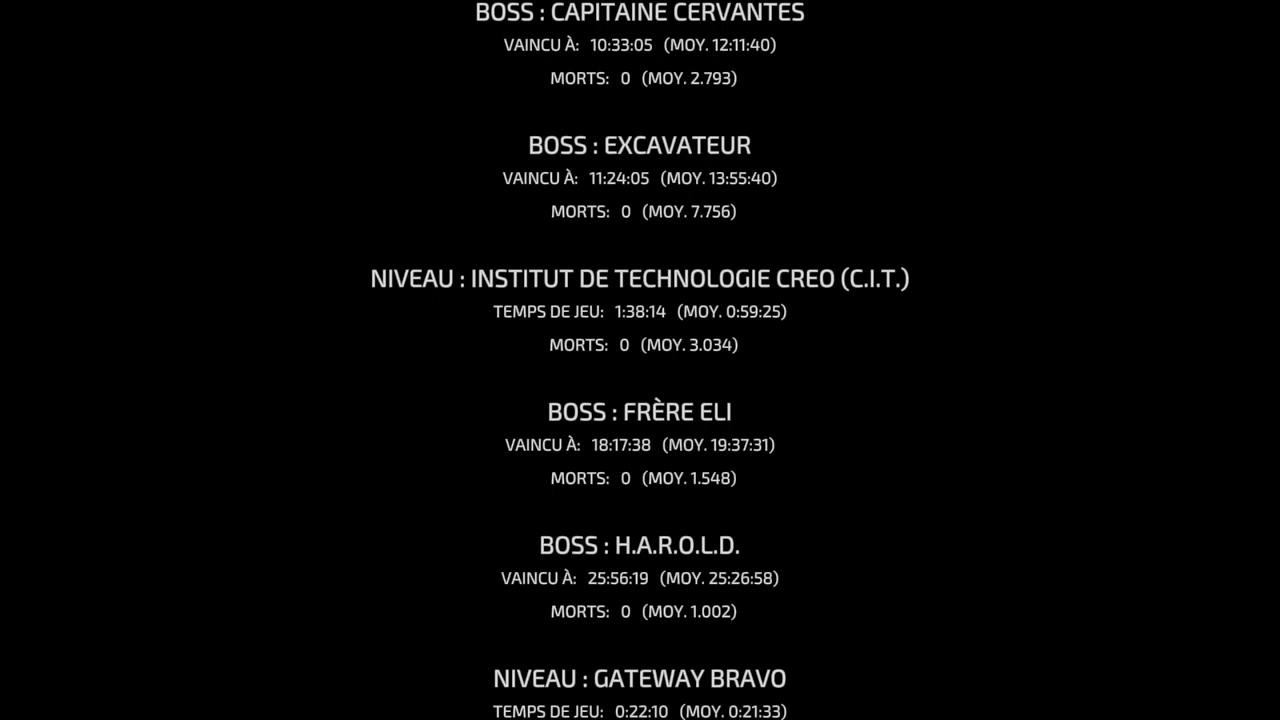 BOSS : CAPITAINE CERVANTES
VAINCU À: 10:33:05 (MOY. 12:11:40)
MORTS: 0 (MOY. 2.793)
BOSS : EXCAVATEUR
VAINCU À: 11:24:05 (MOY. 13:55:40)
MORTS: 0 (MOY. 7.756)
NIVEAU : INSTITUT DE TECHNOLOGIE CREO (C.I.T.)
TEMPS DE JEU: 1:38:14 (MOY. 0:59:25)
MORTS: 0 (MOY. 3.034)
BOSS : FRÈRE ELI
VAINCU À: 18:17:38 (MOY. 19:37:31)
MORTS: 0 (MOY. 1.548)
BOSS : H.A.R.O.L.D.
VAINCU À: 25:56:19 (MOY. 25:26:58)
MORTS: 0 (MOY. 1.002)
NIVEAU : GATEWAY BRAVO
TEMPS DE JEU: 0:22:10 (MOY. 0:21:33)